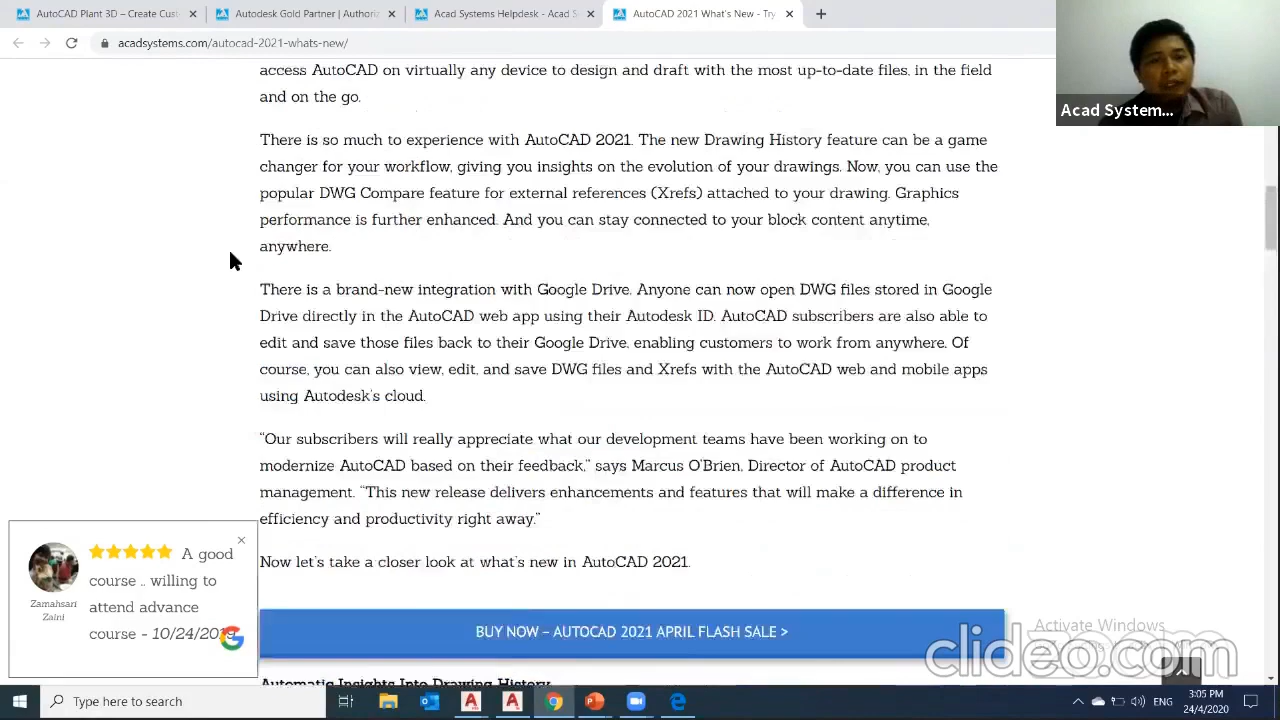 AutoCAD Plant 3D - Create Custo
Autodesk Gold Partner | Authoriz
Acad Systems Helpdesk - Acad S
AutoCAD 2021 What's New - Try
acadsystems.com/autocad-2021-whats-new/
Acad System...
access AutoCAD on virtually any device to design and draft with the most up-to-date files, in the field
and on the go.
There is so much to experience with AutoCAD 2021. The new Drawing History feature can be a game
changer for your workflow, giving you insights on the evolution of your drawings. Now, you can use the
popular DWG Compare feature for external references (Xrefs) attached to your drawing. Graphics
performance is further enhanced. And you can stay connected to your block content anytime,
anywhere.
There is a brand-new integration with Google Drive. Anyone can now open DWG files stored in Google
Drive directly in the AutoCAD web app using their Autodesk ID. AutoCAD subscribers are also able to
edit and save those files back to their Google Drive, enabling customers to work from anywhere. Of
course, you can also view, edit, and save DWG files and Xrefs with the AutoCAD web and mobile apps
using Autodesk's cloud.
“Our subscribers will really appreciate what our development teams have been working on to
modernize AutoCAD based on their feedback,” says Marcus O'Brien, Director of AutoCAD product
management. “This new release delivers enhancements and features that will make a difference in
efficiency and productivity right away.”
Now let's take a closer look at what's new in AutoCAD 2021.
BUY NOW – AUTOCAD 2021 APRIL FLASH SALE >
Automatic Insights Into Drawing History
A good
course .. willing to
attend advance
course - 10/24/2019
Zamahsari
Zaini
Activate Windows
zoom
clideo.com
Type here to search
ENG
3:05 PM
24/4/2020